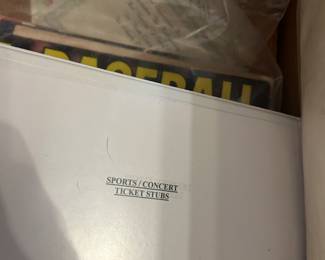 BASEBALL
SPORTS / CONCERT
TICKET STUBS